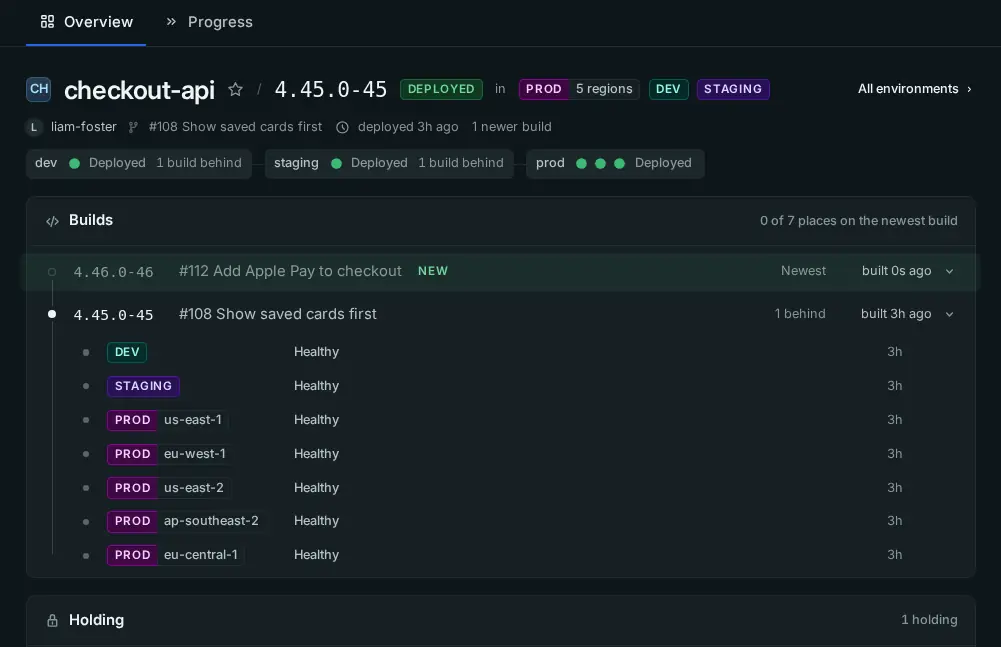 Overview Progress
CH checkout-api / 4.45.0-45 DEPLOYED in PROD 5 regions DEV STAGING All environments
L liam-foster #108 Show saved cards first deployed 3h ago 1 newer build
dev Deployed 1 build behind staging Deployed 1 build behind prod Deployed
Builds 0 of 7 places on the newest build
4.46.0-46 #112 Add Apple Pay to checkout NEW Newest built 0s ago
4.45.0-45 #108 Show saved cards first 1 behind built 3h ago
DEV Healthy 3h
STAGING Healthy 3h
PROD us-east-1 Healthy 3h
PROD eu-west-1 Healthy 3h
PROD us-east-2 Healthy 3h
PROD ap-southeast-2 Healthy 3h
PROD eu-central-1 Healthy 3h
Holding 1 holding